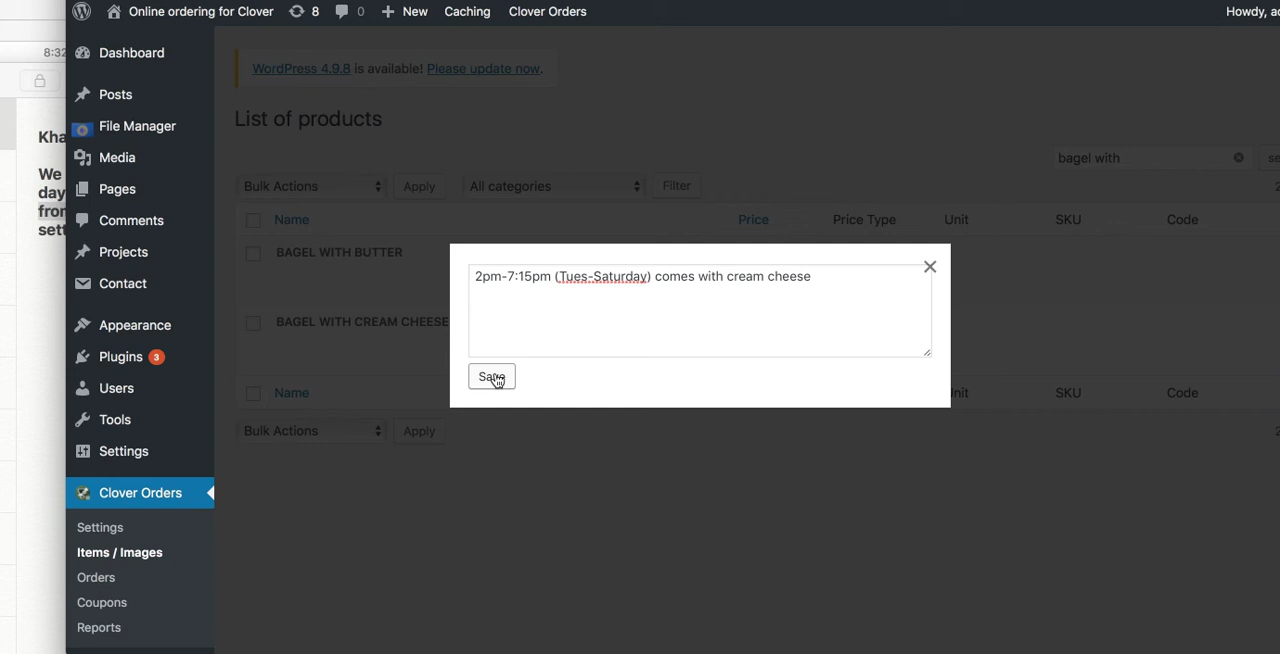 Online ordering for Clover 8 0 New Caching Clover Orders Howdy,
8:32
Dashboard
WordPress 4.9.8 is available! Please update now.
Posts
List of products
File Manager
Media
bagel with
Pages
Bulk Actions Apply All categories Filter
Comments
Name Price Price Type Unit SKU Code
Projects
BAGEL WITH BUTTER
Contact
2pm-7:15pm (Tues-Saturday) comes with cream cheese
Appearance
BAGEL WITH CREAM CHEESE
Plugins 3
Save
Users
Name SKU Code
Tools
Bulk Actions Apply
Settings
Clover Orders
Settings
Items / Images
Orders
Coupons
Reports
We
day